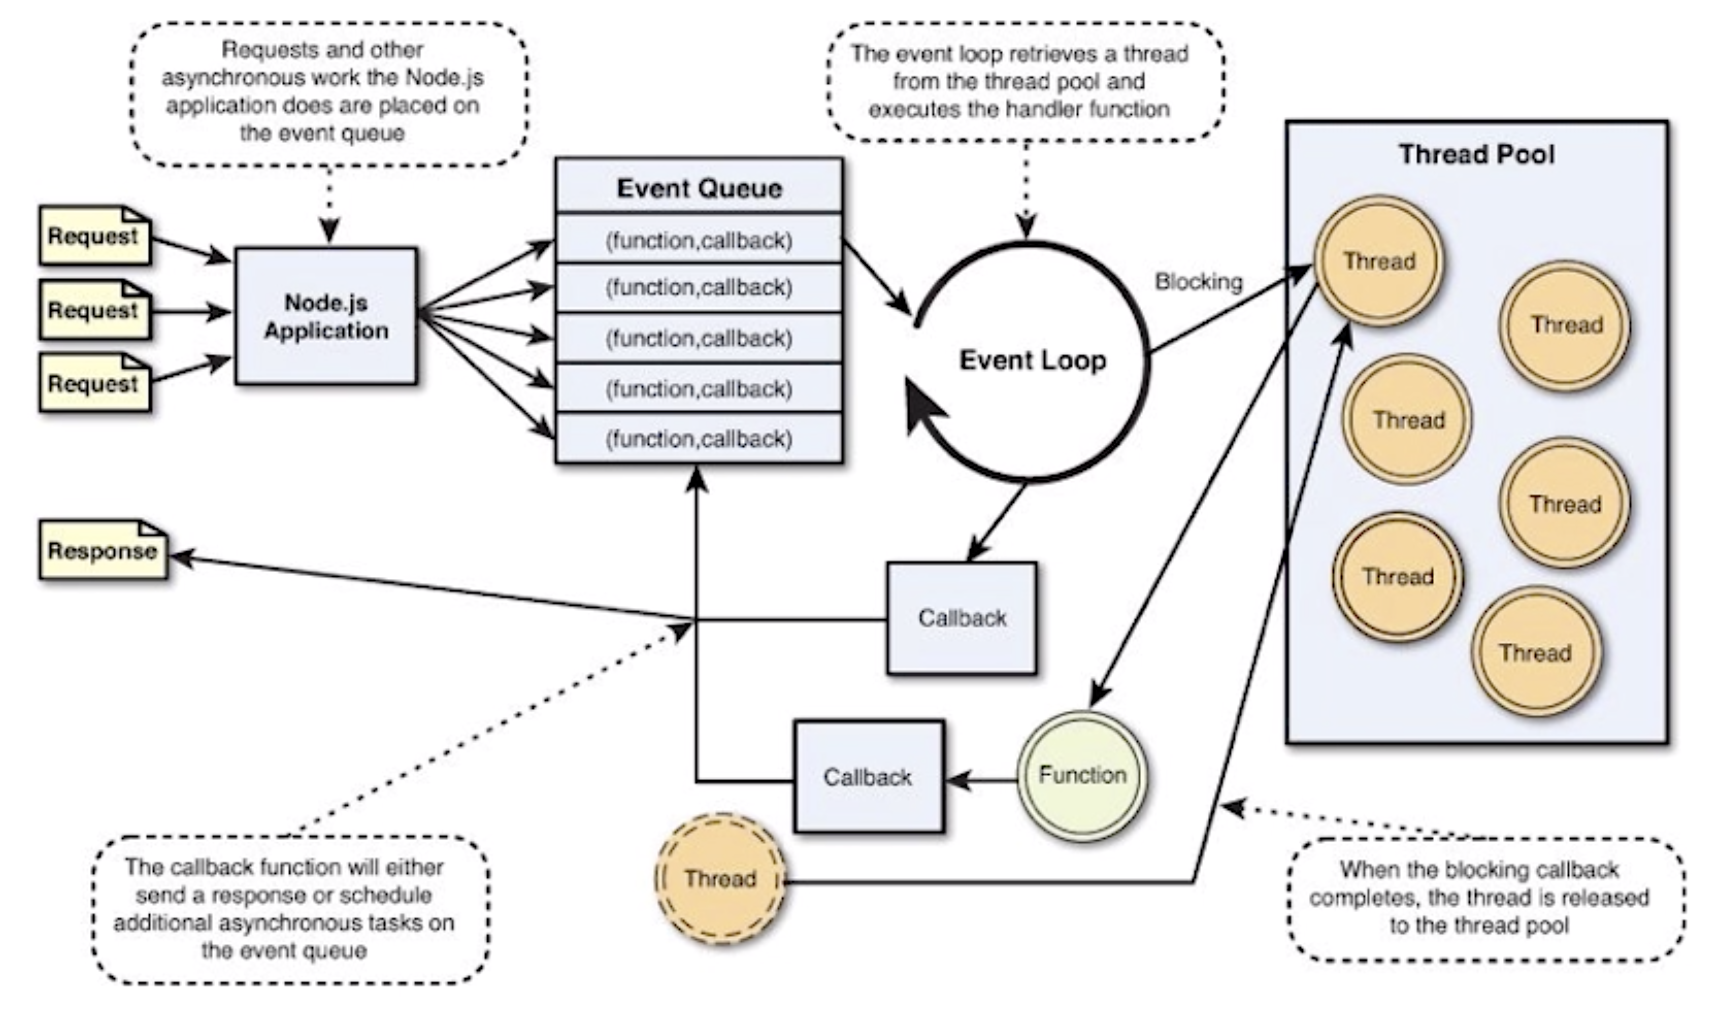 Requests and other
asynchronous work the Node.js
application does are placed on
the event queue
The event loop retrieves a thread
from the thread pool and
executes the handler function
Request
Request
Request
Node.js
Application
Event Queue
(function,callback)
(function,callback)
(function,callback)
(function,callback)
(function,callback)
Event Loop
Blocking
Thread Pool
Thread
Thread
Thread
Thread
Thread
Thread
Response
Callback
Callback
Function
Thread
The callback function will either
send a response or schedule
additional asynchronous tasks on
the event queue
When the blocking callback
completes, the thread is released
to the thread pool